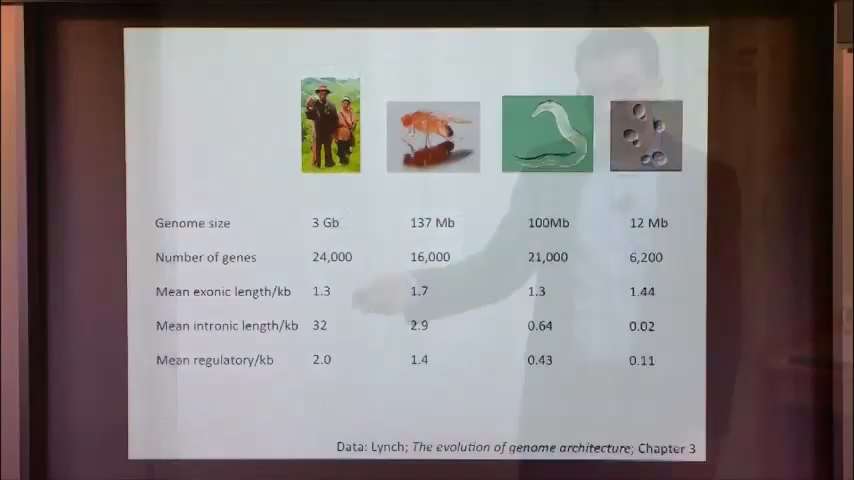 Genome size 3 Gb 137 Mb 100Mb 12 Mb
Number of genes 24,000 16,000 21,000 6,200
Mean exonic length/kb 1.3 1.7 1.3 1.44
Mean intronic length/kb 32 2.9 0.64 0.02
Mean regulatory/kb 2.0 1.4 0.43 0.11
Data: Lynch; The evolution of genome architecture; Chapter 3